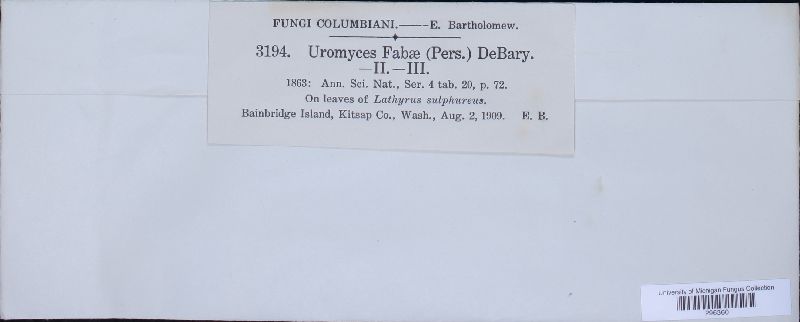 FUNGI COLUMBIANI.——E. Bartholomew.
3194. Uromyces Fabæ (Pers.) DeBary.
—II.—III.
1863: Ann. Sci. Nat., Ser. 4 tab. 20, p. 72.
On leaves of Lathyrus sulphureus.
Bainbridge Island, Kitsap Co., Wash., Aug. 2, 1909. E. B.
University of Michigan Fungus Collection
296360